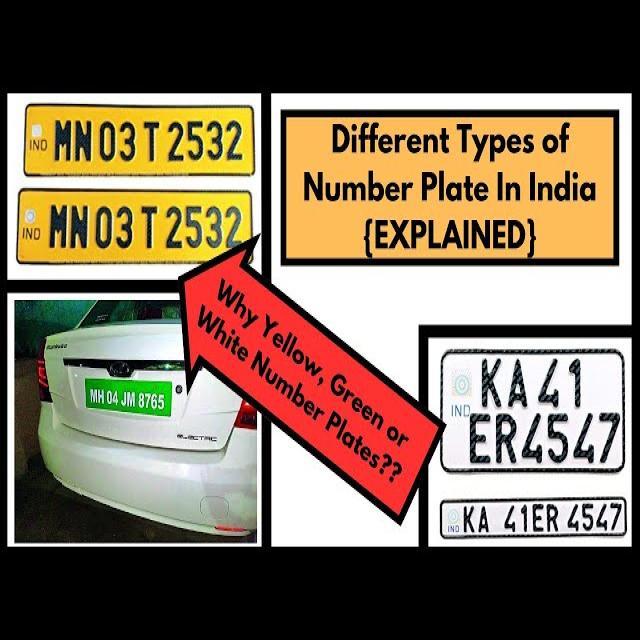 IND MN 03 T 2532
IND MN 03 T 2532
Different Types of
Number Plate In India
{EXPLAINED}
Why Yellow, Green or
White Number Plates??
MH 04 JM 8765
ELECTRIC
IND KA 41
ER4547
IND KA 41ER 4547